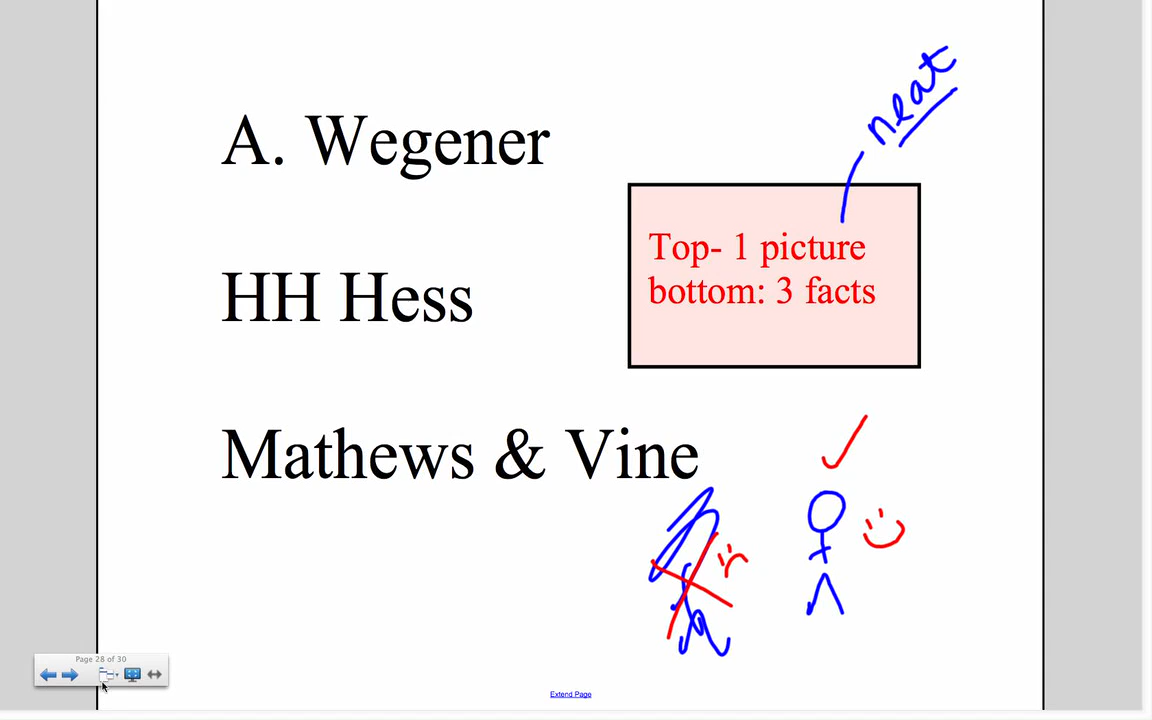 neat
A. Wegener
Top- 1 picture
bottom: 3 facts
HH Hess
Mathews & Vine
Page 28 of 30
Extend Page